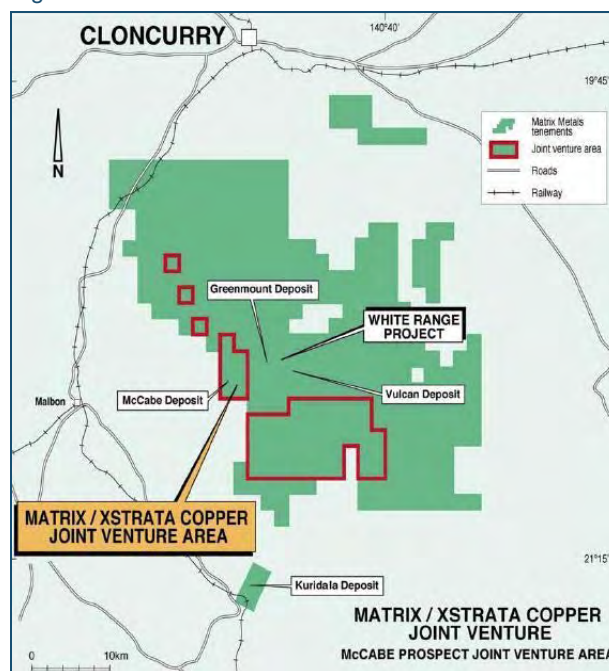 CLONCURRY
140°40'
19°45'
N
Matrix Metals
tenements
Joint venture area
Roads
Railway
Greenmount Deposit
WHITE RANGE
PROJECT
Malbon
McCabe Deposit
Vulcan Deposit
MATRIX / XSTRATA COPPER
JOINT VENTURE AREA
21°15'
Kuridala Deposit
MATRIX / XSTRATA COPPER
JOINT VENTURE
McCABE PROSPECT JOINT VENTURE AREA
0 10km